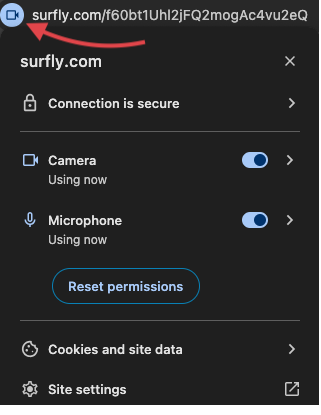 surfly.com/f60bt1Uhl2jFQ2mogAc4vu2eQ
surfly.com
Connection is secure
Camera
Using now
Microphone
Using now
Reset permissions
Cookies and site data
Site settings